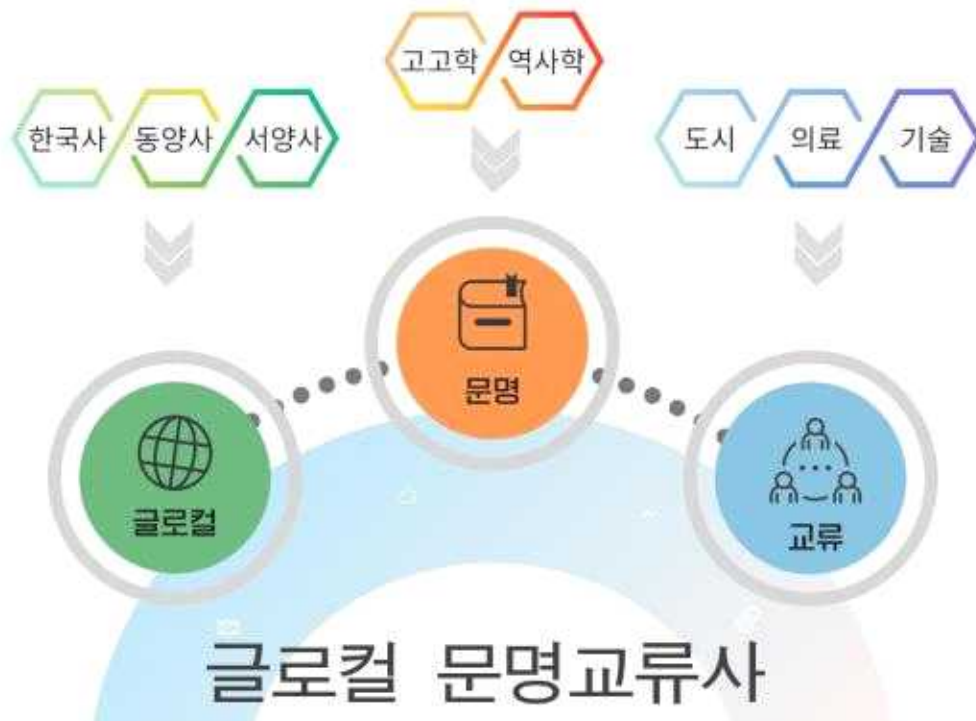 고고학 역사학
한국사 동양사 서양사
도시 의료 기술
문명
글로컬
교류
글로컬 문명교류사